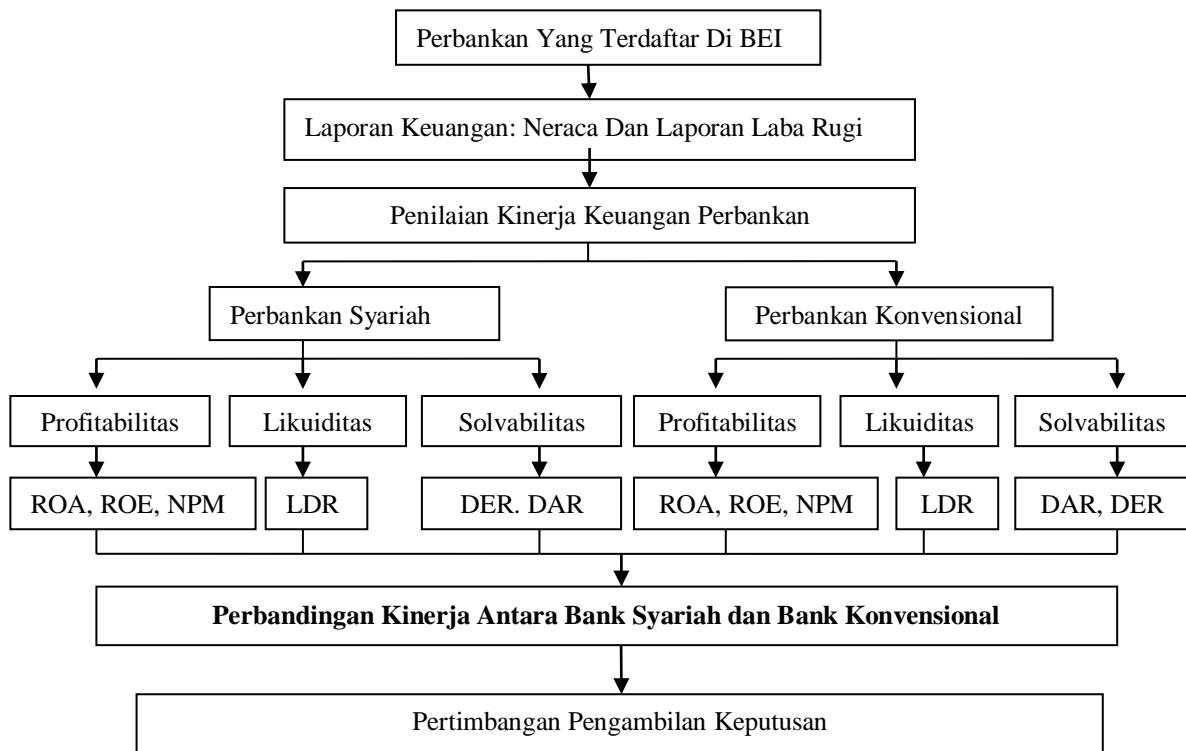 Perbankan Yang Terdaftar Di BEI
Laporan Keuangan: Neraca Dan Laporan Laba Rugi
Penilaian Kinerja Keuangan Perbankan
Perbankan Syariah
Perbankan Konvensional
Profitabilitas
Likuiditas
Solvabilitas
Profitabilitas
Likuiditas
Solvabilitas
ROA, ROE, NPM
LDR
DER. DAR
ROA, ROE, NPM
LDR
DAR, DER
Perbandingan Kinerja Antara Bank Syariah dan Bank Konvensional
Pertimbangan Pengambilan Keputusan